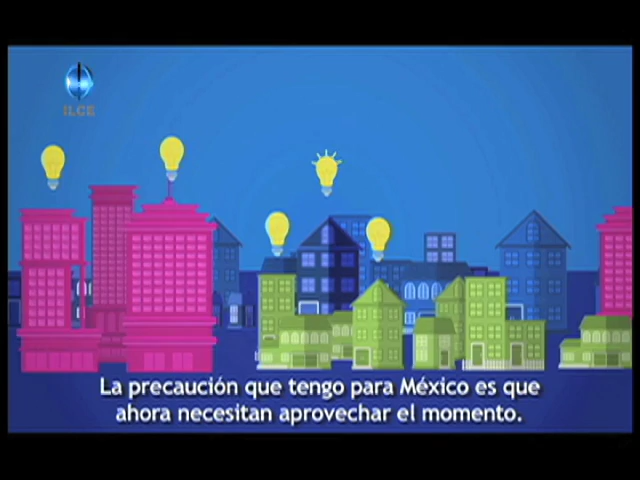 ILCE
La precaución que tengo para México es que
ahora necesitan aprovechar el momento.